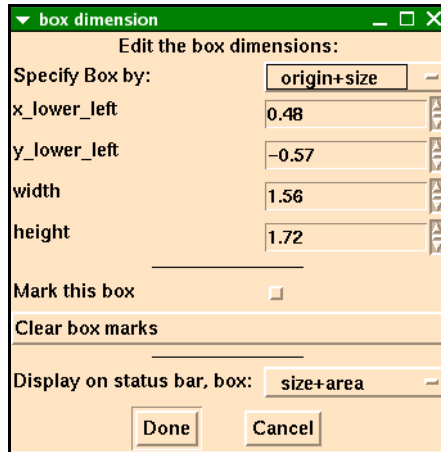 box dimension
Edit the box dimensions:
Specify Box by: origin+size
x_lower_left 0.48
y_lower_left −0.57
width 1.56
height 1.72
Mark this box
Clear box marks
Display on status bar, box: size+area
Done Cancel